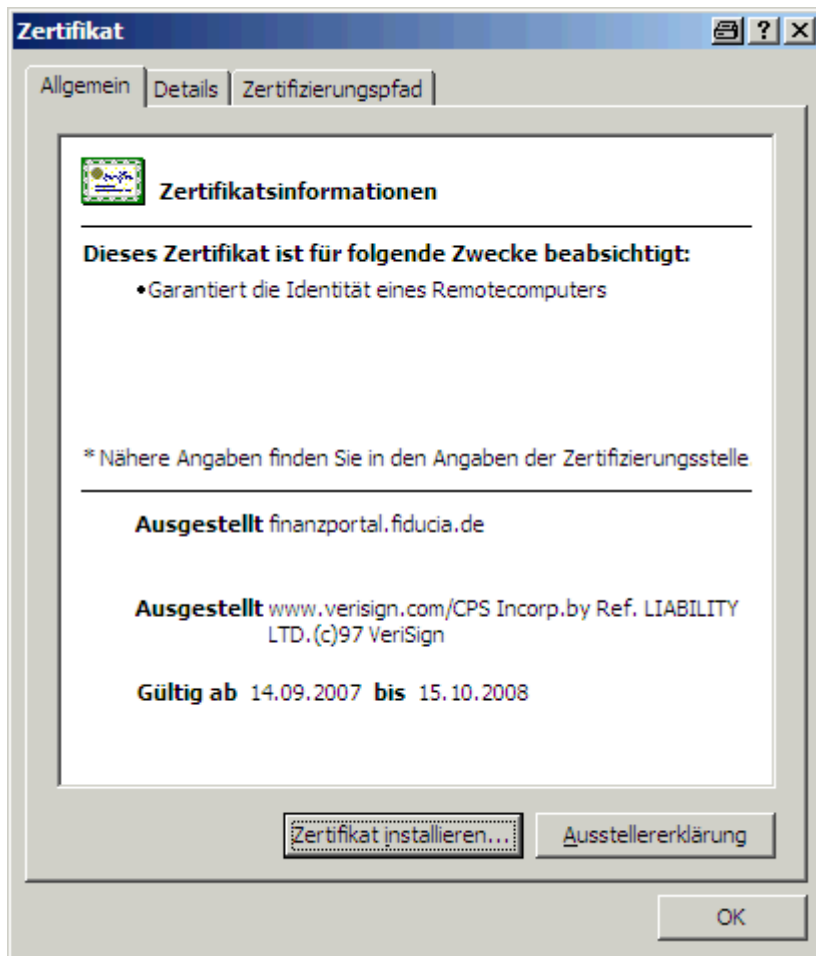 Zertifikat
Allgemein Details Zertifizierungspfad
Zertifikatsinformationen
Dieses Zertifikat ist für folgende Zwecke beabsichtigt:
•Garantiert die Identität eines Remotecomputers
* Nähere Angaben finden Sie in den Angaben der Zertifizierungsstelle
Ausgestellt finanzportal.fiducia.de
Ausgestellt www.verisign.com/CPS Incorp.by Ref. LIABILITY
LTD.(c)97 VeriSign
Gültig ab 14.09.2007 bis 15.10.2008
Zertifikat installieren... Ausstellererklärung
OK